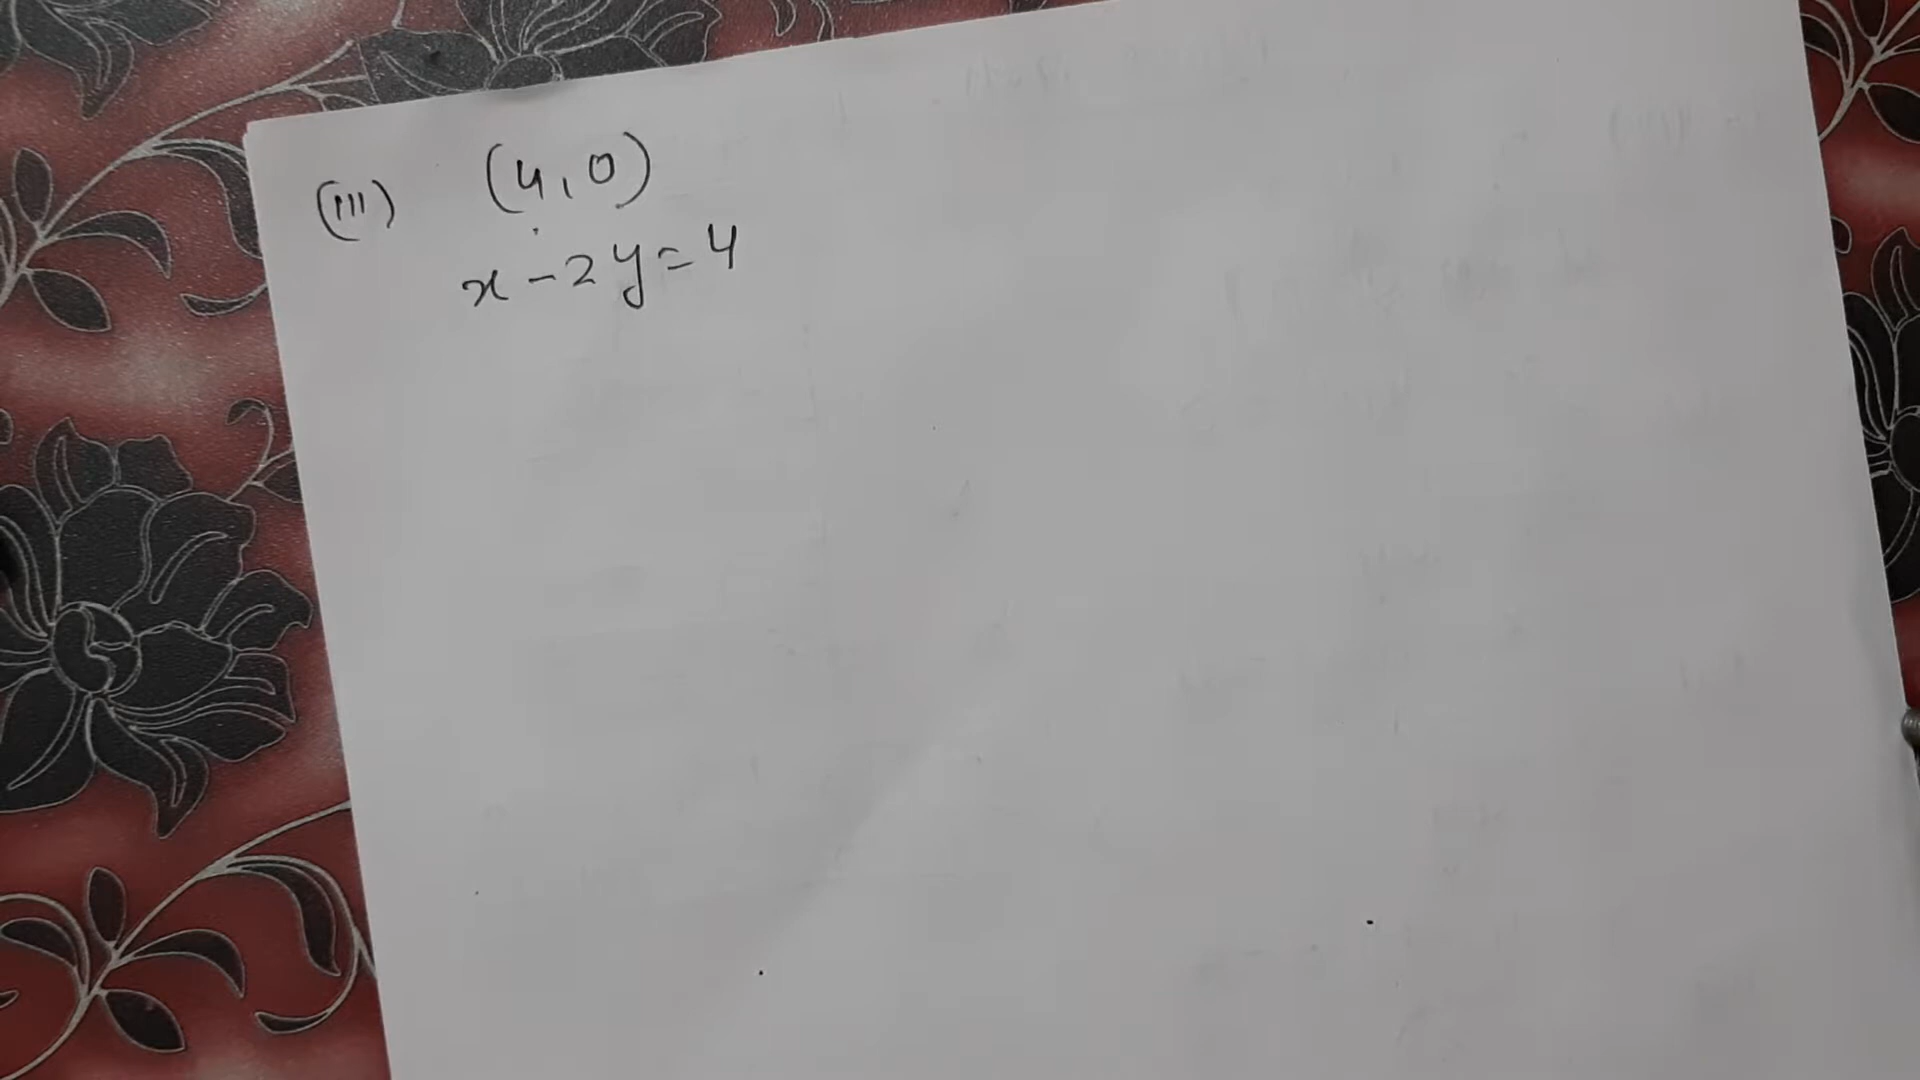 (iii) (4,0)
x - 2y = 4